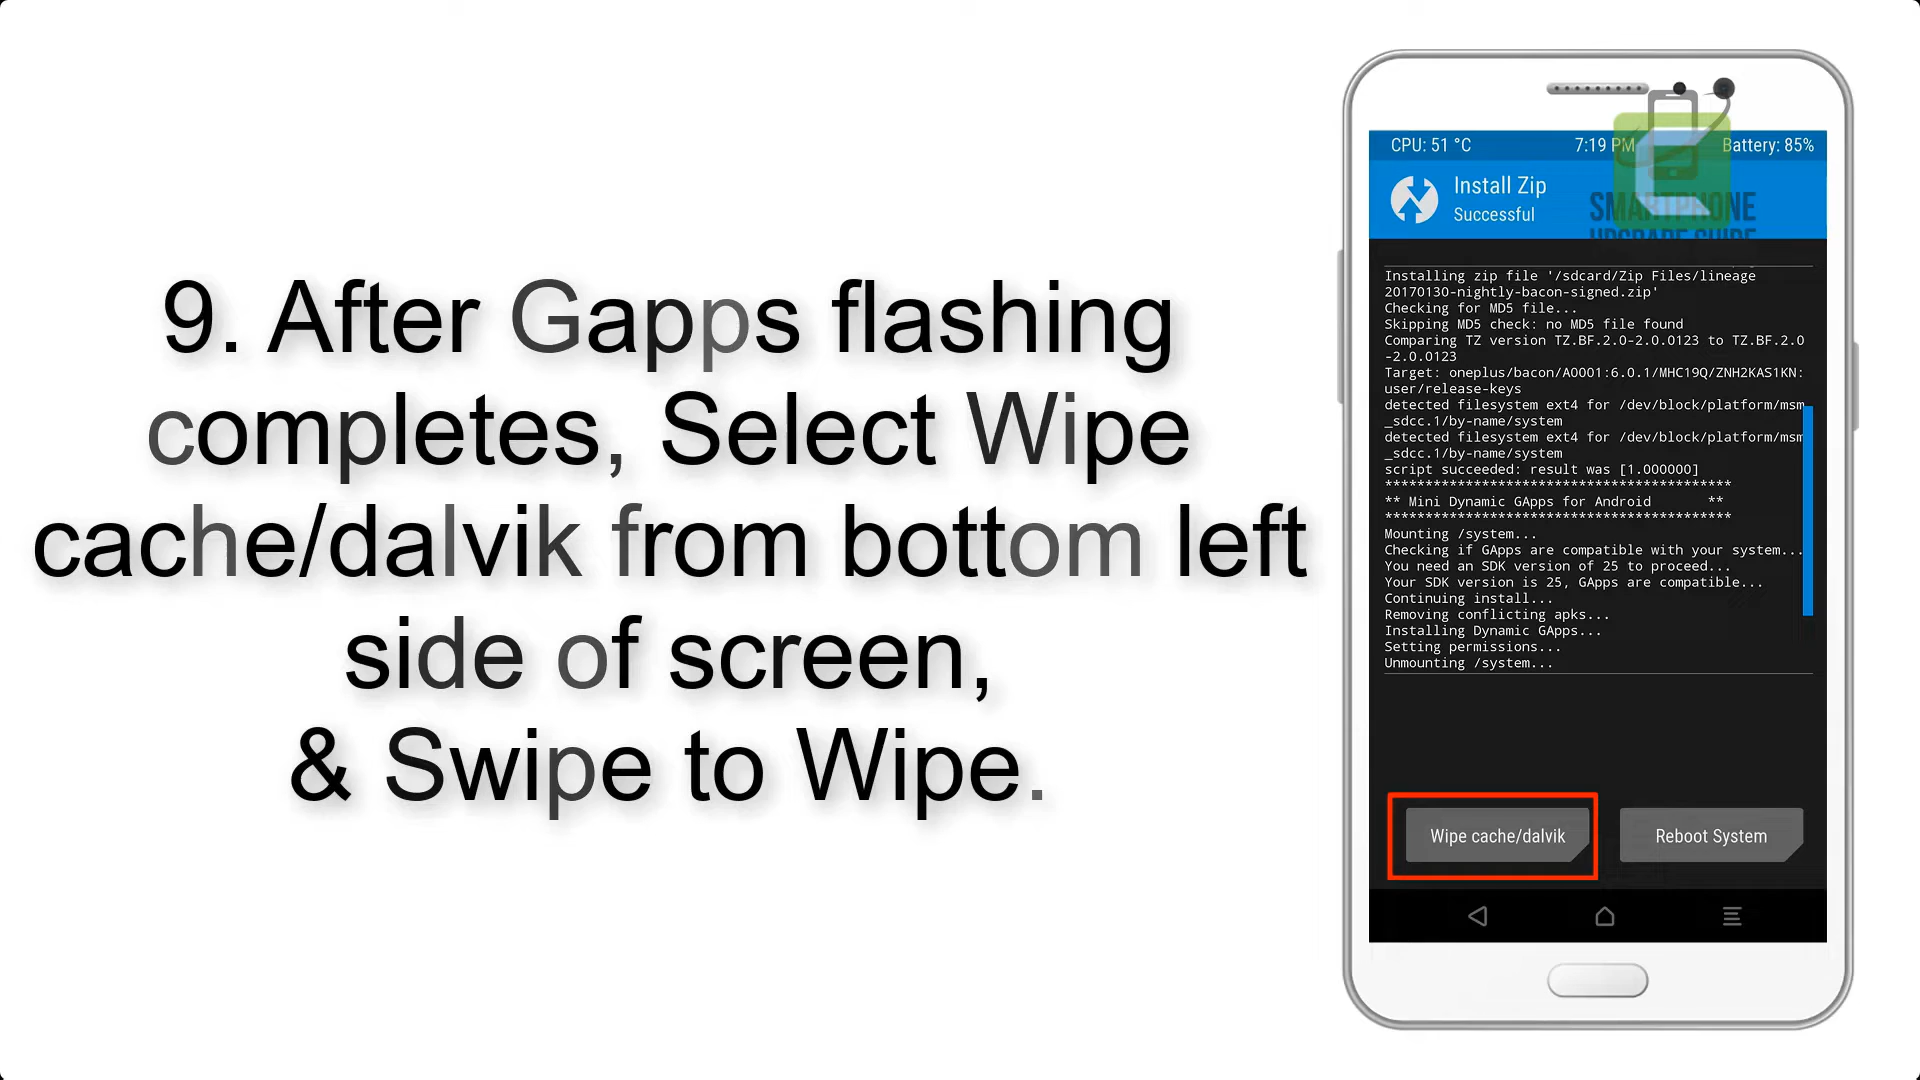 9. After Gapps flashing
completes, Select Wipe
cache/dalvik from bottom left
side of screen,
& Swipe to Wipe.
CPU: 51 °C 7:19 PM Battery: 85%
Install Zip
Successful
SMARTPHONE
UPGRADE GUIDE
Installing zip file '/sdcard/Zip Files/lineage
20170130-nightly-bacon-signed.zip'
Checking for MD5 file...
Skipping MD5 check: no MD5 file found
Comparing TZ version TZ.BF.2.0-2.0.0123 to TZ.BF.2.0
-2.0.0123
Target: oneplus/bacon/A0001:6.0.1/MHC19Q/ZNH2KAS1KN:
user/release-keys
detected filesystem ext4 for /dev/block/platform/msm
_sdcc.1/by-name/system
detected filesystem ext4 for /dev/block/platform/msm
_sdcc.1/by-name/system
script succeeded: result was [1.000000]
*******************************************
** Mini Dynamic GApps for Android **
*******************************************
Mounting /system...
Checking if GApps are compatible with your system...
You need an SDK version of 25 to proceed...
Your SDK version is 25, GApps are compatible...
Continuing install...
Removing conflicting apks...
Installing Dynamic GApps...
Setting permissions...
Unmounting /system...
Wipe cache/dalvik Reboot System